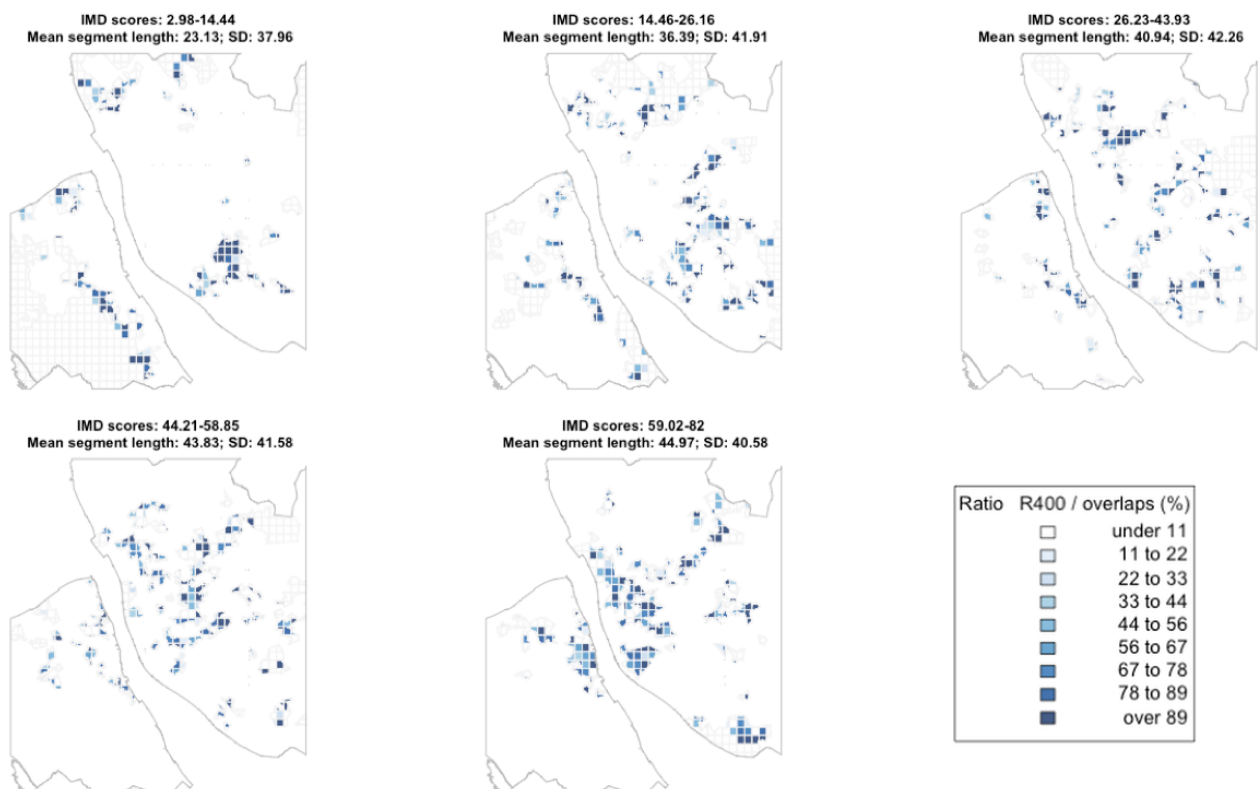 IMD scores: 2.98-14.44
Mean segment length: 23.13; SD: 37.96
IMD scores: 14.46-26.16
Mean segment length: 36.39; SD: 41.91
IMD scores: 26.23-43.93
Mean segment length: 40.94; SD: 42.26
IMD scores: 44.21-58.85
Mean segment length: 43.83; SD: 41.58
IMD scores: 59.02-82
Mean segment length: 44.97; SD: 40.58
Ratio R400 / overlaps (%)
under 11
11 to 22
22 to 33
33 to 44
44 to 56
56 to 67
67 to 78
78 to 89
over 89